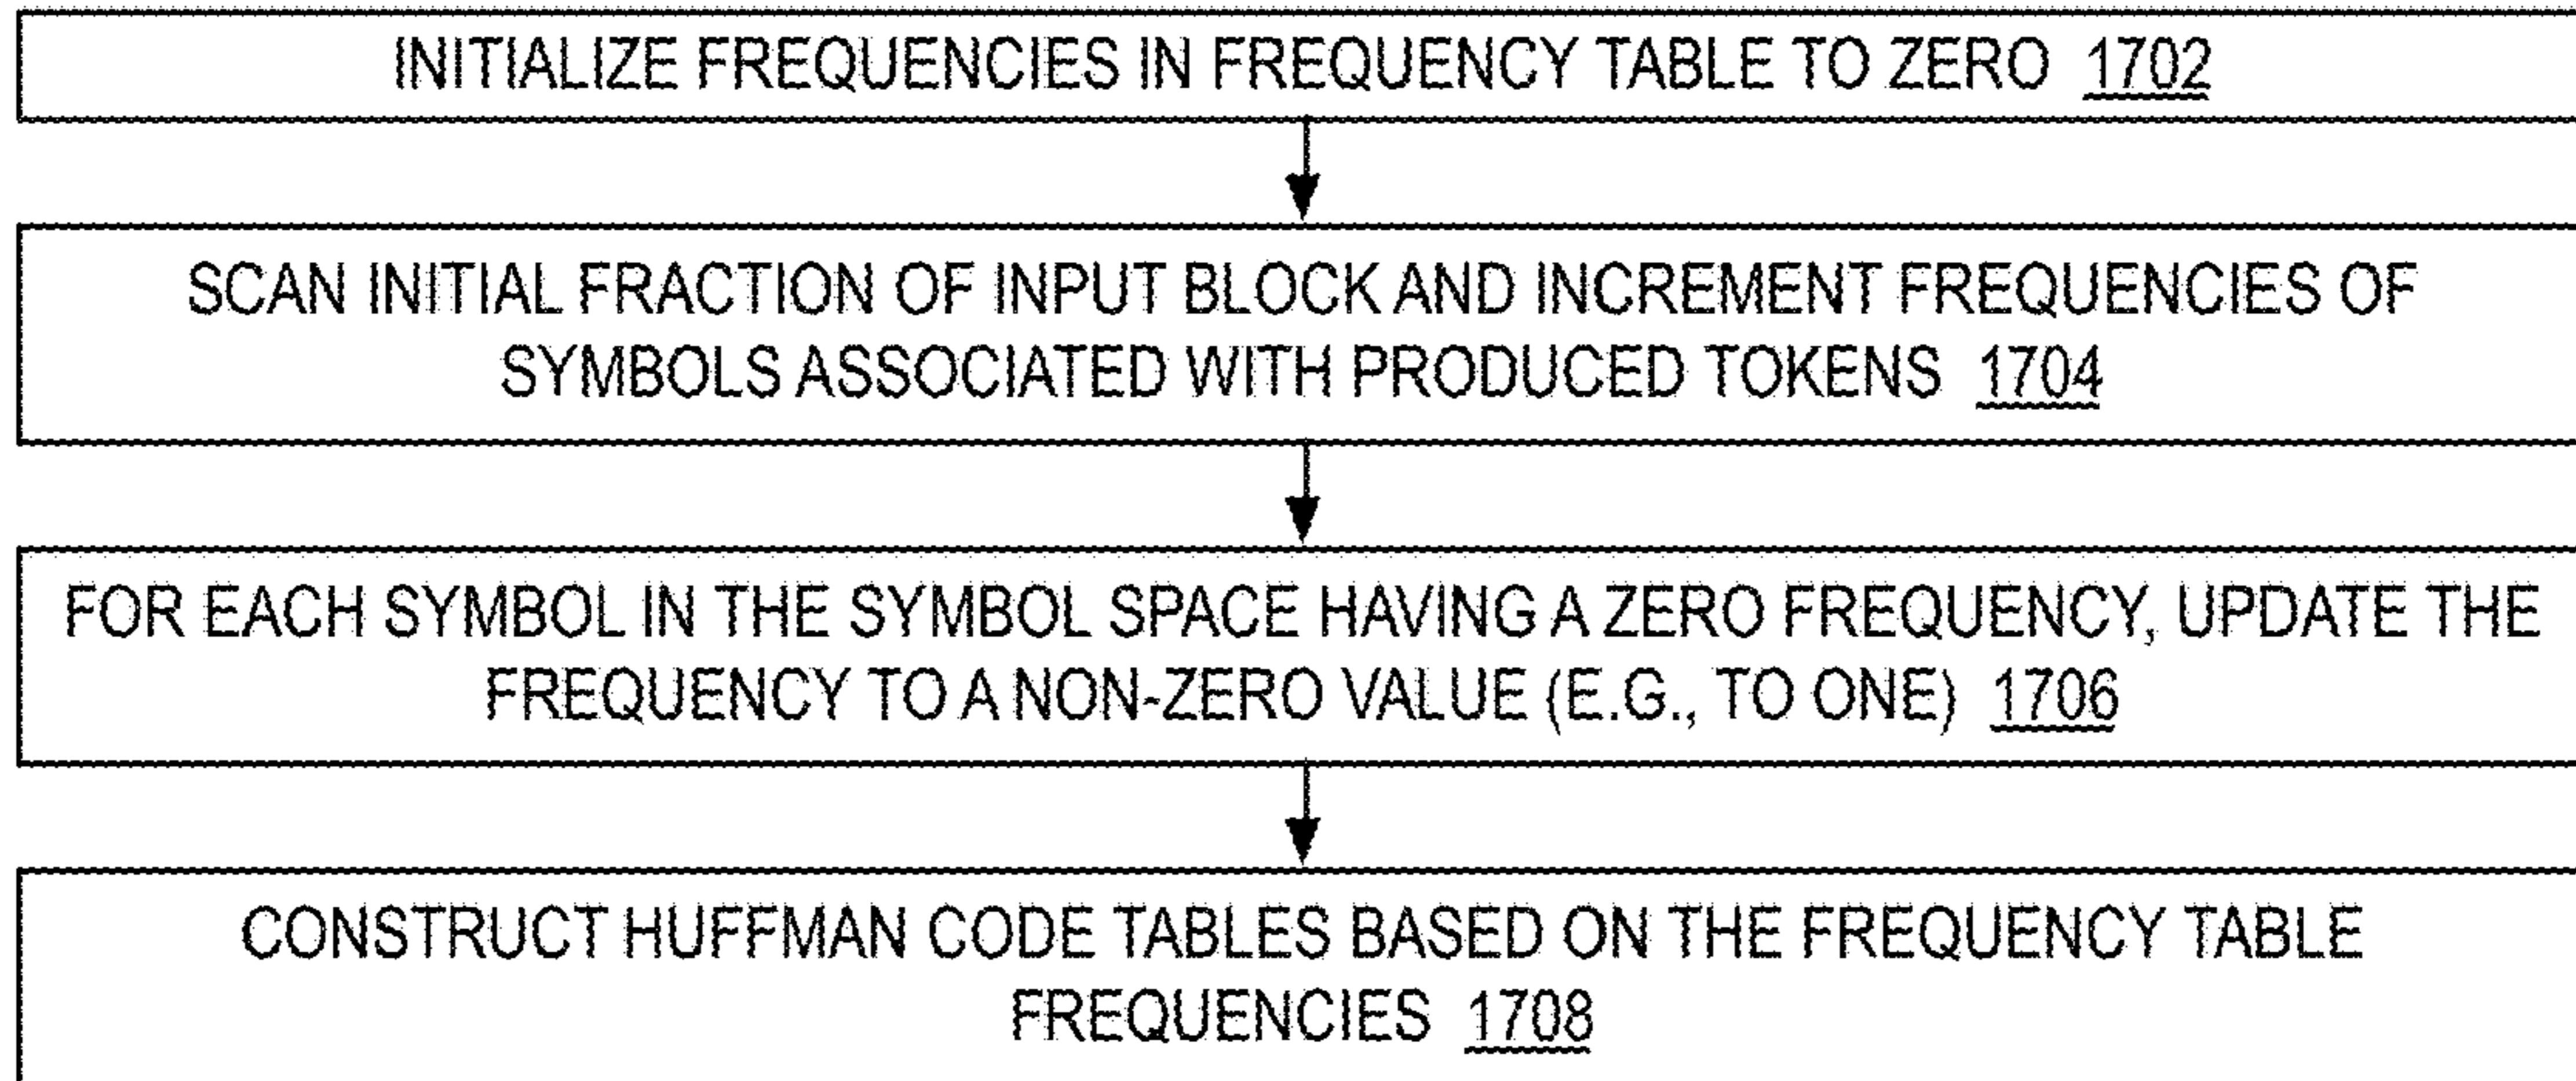 INITIALIZE FREQUENCIES IN FREQUENCY TABLE TO ZERO 1702
SCAN INITIAL FRACTION OF INPUT BLOCK AND INCREMENT FREQUENCIES OF
SYMBOLS ASSOCIATED WITH PRODUCED TOKENS 1704
FOR EACH SYMBOL IN THE SYMBOL SPACE HAVING A ZERO FREQUENCY, UPDATE THE
FREQUENCY TO A NON-ZERO VALUE (E.G., TO ONE) 1706
CONSTRUCT HUFFMAN CODE TABLES BASED ON THE FREQUENCY TABLE
FREQUENCIES 1708